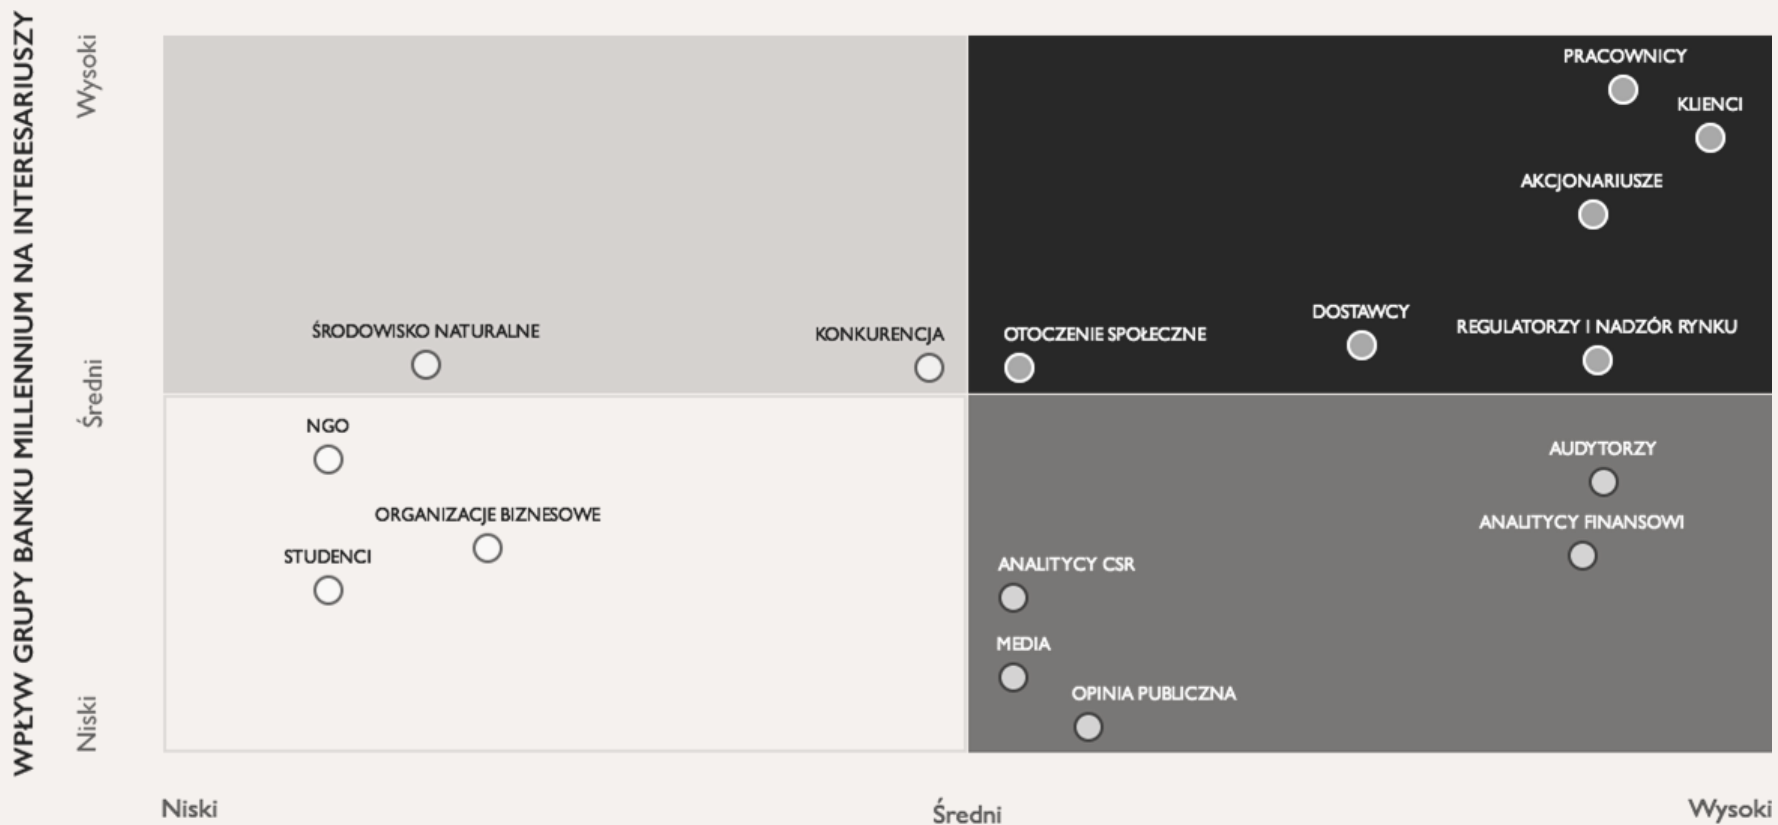 WPŁYW GRUPY BANKU MILLENNIUM NA INTERESARIUSZY
Wysoki
Średni
Niski
PRACOWNICY
KLIENCI
AKCJONARIUSZE
DOSTAWCY
REGULATORZY I NADZÓR RYNKU
ŚRODOWISKO NATURALNE
KONKURENCJA
OTOCZENIE SPOŁECZNE
NGO
AUDYTORZY
ORGANIZACJE BIZNESOWE
ANALITYCY FINANSOWI
STUDENCI
ANALITYCY CSR
MEDIA
OPINIA PUBLICZNA
Niski
Średni
Wysoki